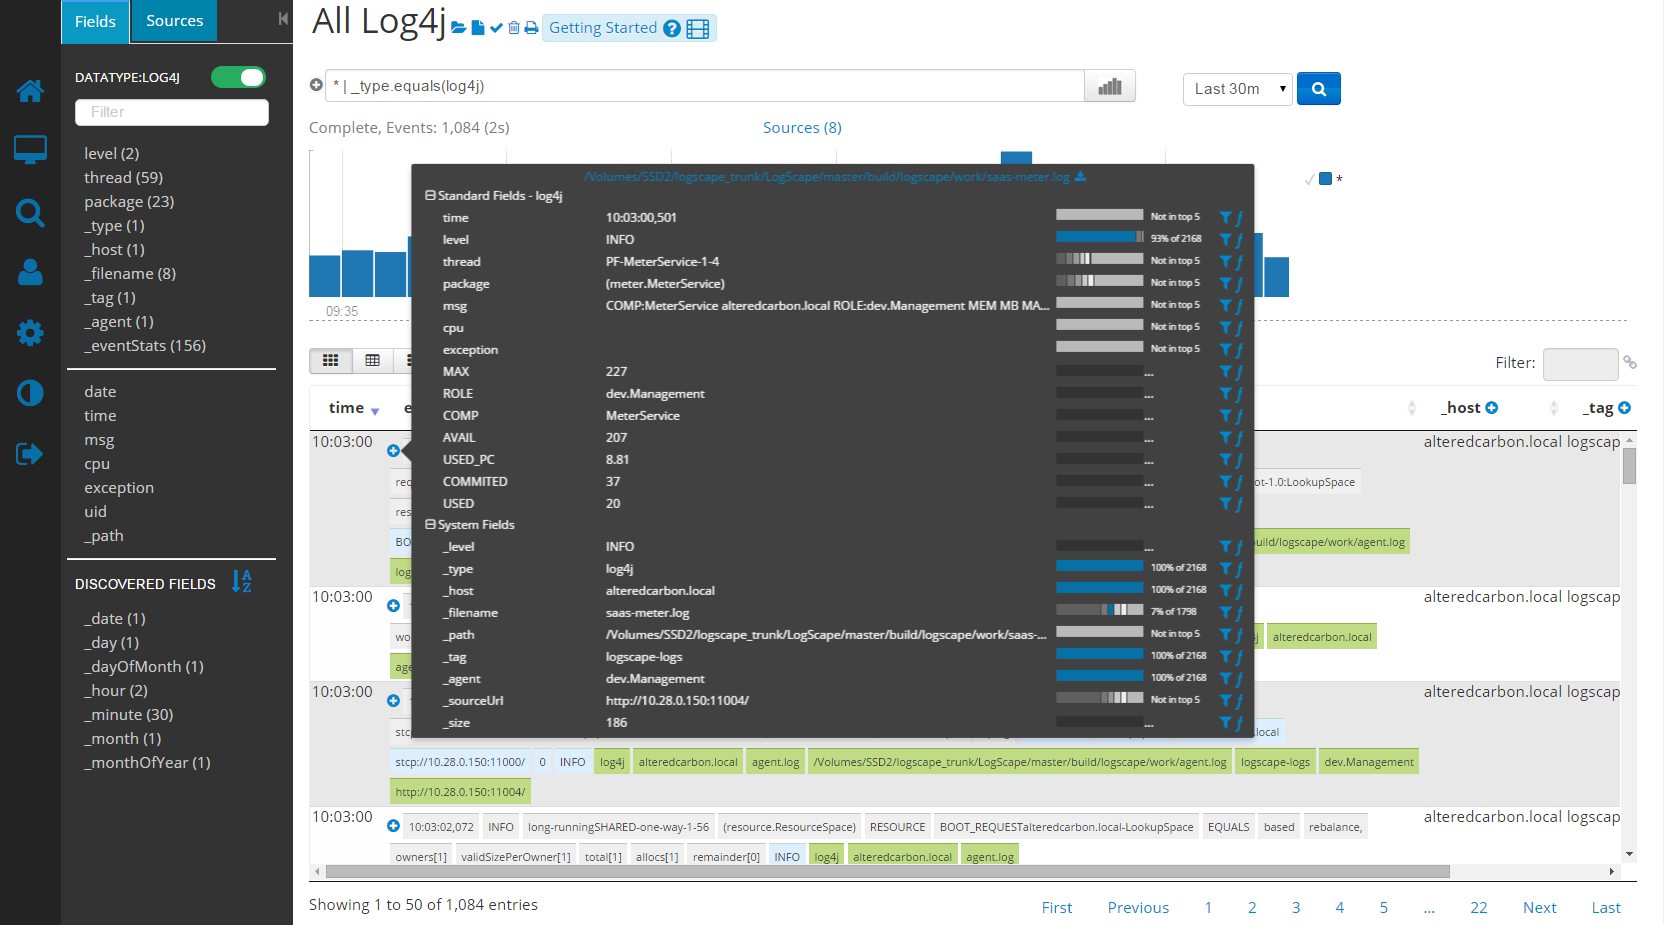 Fields
Sources
DATATYPE:LOG4J
Filter
level (2)
thread (59)
package (23)
_type (1)
_host (1)
_filename (8)
_tag (1)
_agent (1)
_eventStats (156)
date
time
msg
cpu
exception
uid
_path
DISCOVERED FIELDS
A
Z
_date (1)
_day (1)
_dayOfMonth (1)
_hour (2)
_minute (30)
_month (1)
_monthOfYear (1)
All Log4j
Getting Started ?
* | _type.equals(log4j)
Last 30m
Complete, Events: 1,084 (2s)
Sources (8)
*
09:35
/Volumes/SSD2/logscape_trunk/LogScape/master/build/logscape/work/saas-meter.log
Standard Fields - log4j
time 10:03:00,501 Not in top 5
level INFO 93% of 2168
thread PF-MeterService-1-4 Not in top 5
package (meter.MeterService) Not in top 5
msg COMP:MeterService alteredcarbon.local ROLE:dev.Management MEM MB MA... Not in top 5
cpu Not in top 5
exception Not in top 5
MAX 227 ...
ROLE dev.Management ...
COMP MeterService ...
AVAIL 207 ...
USED_PC 8.81 ...
COMMITED 37 ...
USED 20 ...
System Fields
_level INFO ...
_type log4j 100% of 2168
_host alteredcarbon.local 100% of 2168
_filename saas-meter.log 7% of 1798
_path /Volumes/SSD2/logscape_trunk/LogScape/master/build/logscape/work/saas-... Not in top 5
_tag logscape-logs 100% of 2168
_agent dev.Management 100% of 2168
_sourceUrl http://10.28.0.150:11004/ Not in top 5
_size 186 ...
Filter:
time e _host _tag
10:03:00 alteredcarbon.local logscap
rec ot-1.0:LookupSpace
res
BO uild/logscape/work/agent.log
log
10:03:00 alteredcarbon.local logscap
wo j alteredcarbon.local
age
10:03:00 alteredcarbon.local logscap
stc .local
stcp://10.28.0.150:11000/ 0 INFO log4j alteredcarbon.local agent.log /Volumes/SSD2/logscape_trunk/LogScape/master/build/logscape/work/agent.log logscape-logs dev.Management
http://10.28.0.150:11004/
10:03:00 10:03:02,072 INFO long-runningSHARED-one-way-1-56 (resource.ResourceSpace) RESOURCE BOOT_REQUESTalteredcarbon.local-LookupSpace EQUALS based rebalance, alteredcarbon.local logscap
owners[1] validSizePerOwner[1] total[1] allocs[1] remainder[0] INFO log4j alteredcarbon.local agent.log
Showing 1 to 50 of 1,084 entries
First Previous 1 2 3 4 5 ... 22 Next Last